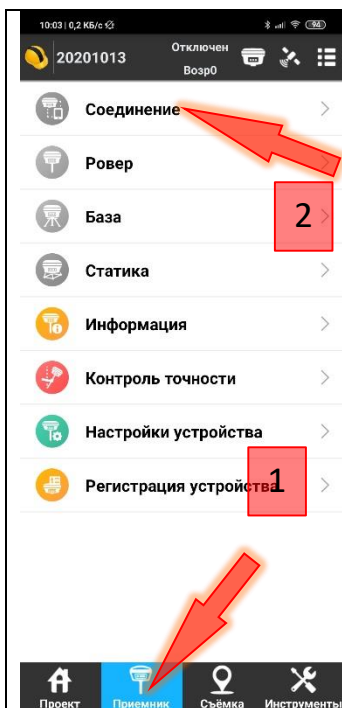 10:03 | 0,2 КБ/с
94
20201013
Отключен
Возр0
Соединение
Ровер
База
2
Статика
Информация
Контроль точности
Настройки устройства
Регистрация устройства
1
Проект
Приемник
Съёмка
Инструменты